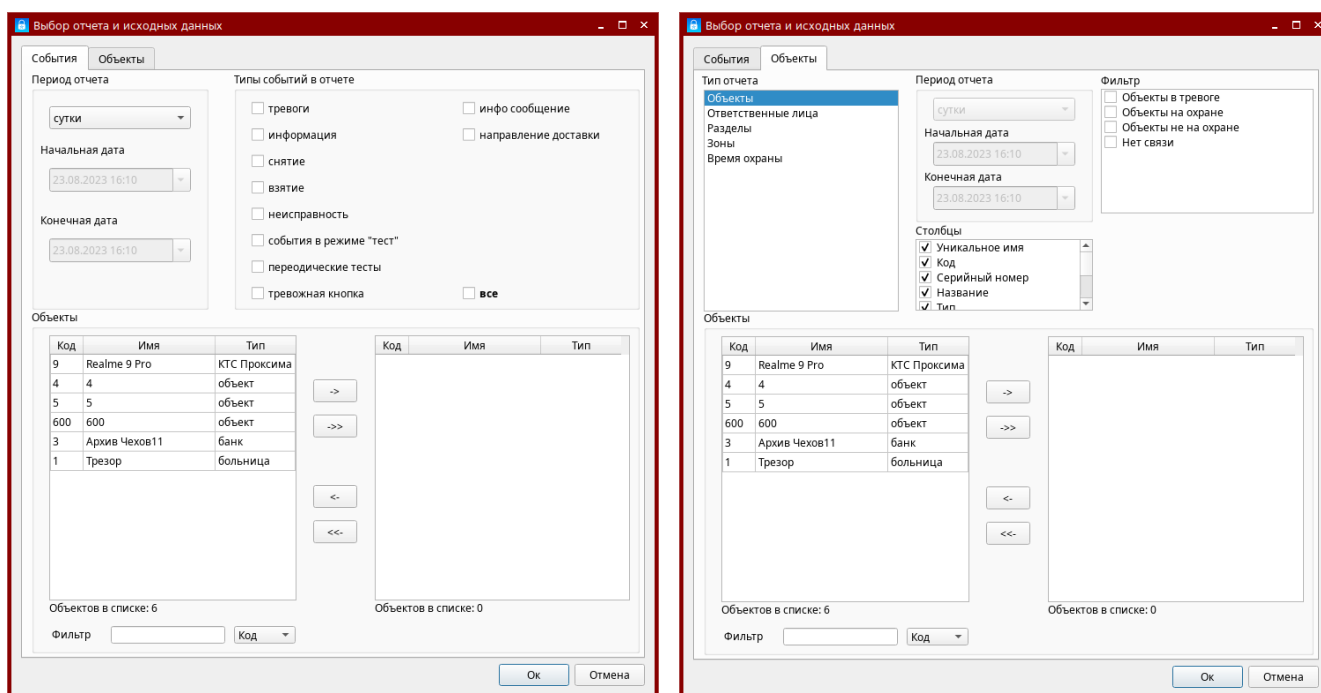 Выбор отчета и исходных данных
События Объекты
Период отчета Типы событий в отчете
сутки
Начальная дата
23.08.2023 16:10
Конечная дата
23.08.2023 16:10
тревоги инфо сообщение
информация направление доставки
снятие
взятие
неисправность
события в режиме "тест"
переодические тесты
тревожная кнопка все
Объекты
Код Имя Тип Код Имя Тип
9 Realme 9 Pro КТС Проксима
4 4 объект
5 5 объект
600 600 объект
3 Архив Чехов11 банк
1 Трезор больница
->
->>
<-
<<-
Объектов в списке: 6 Объектов в списке: 0
Фильтр Код
Ок Отмена
Выбор отчета и исходных данных
События Объекты
Тип отчета Период отчета Фильтр
Объекты
Ответственные лица
Разделы
Зоны
Время охраны
сутки
Начальная дата
23.08.2023 16:10
Конечная дата
23.08.2023 16:10
Объекты в тревоге
Объекты на охране
Объекты не на охране
Нет связи
Столбцы
Уникальное имя
Код
Серийный номер
Название
Тип
Объекты
Код Имя Тип Код Имя Тип
9 Realme 9 Pro КТС Проксима
4 4 объект
5 5 объект
600 600 объект
3 Архив Чехов11 банк
1 Трезор больница
->
->>
<-
<<-
Объектов в списке: 6 Объектов в списке: 0
Фильтр Код
Ок Отмена